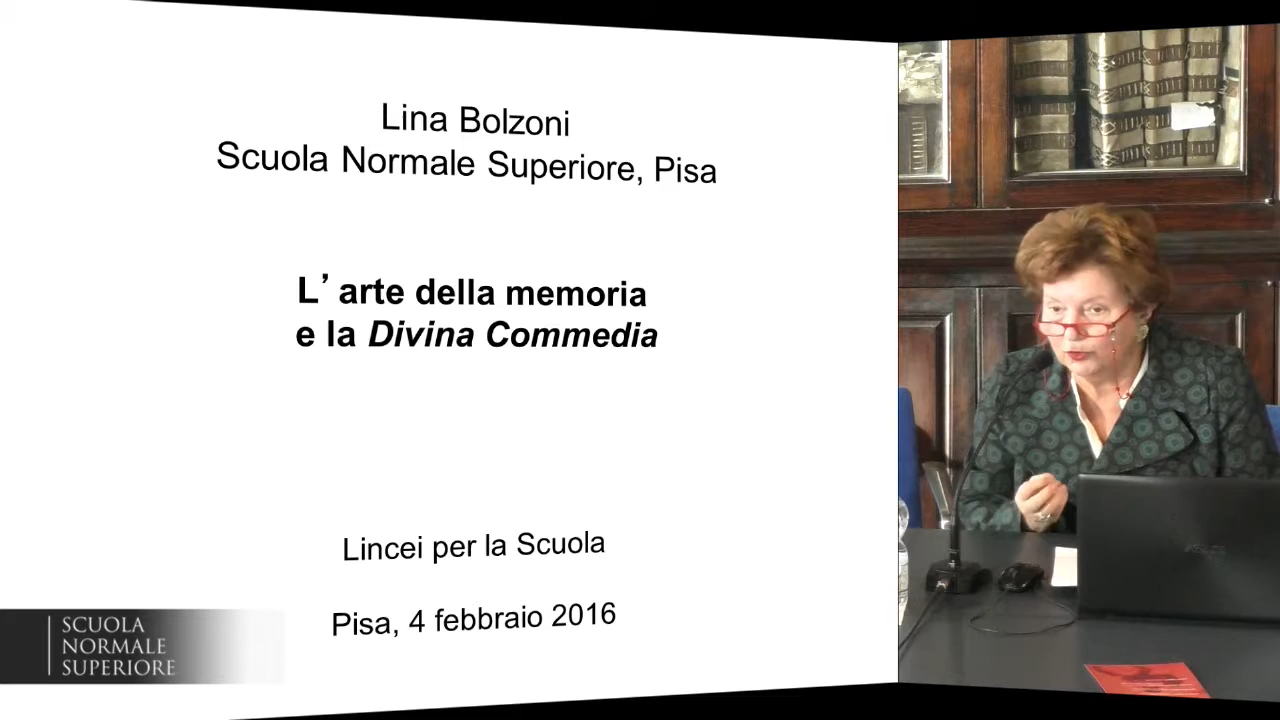 Lina Bolzoni
Scuola Normale Superiore, Pisa
L’arte della memoria
e la Divina Commedia
Lincei per la Scuola
Pisa, 4 febbraio 2016
SCUOLA
NORMALE
SUPERIORE